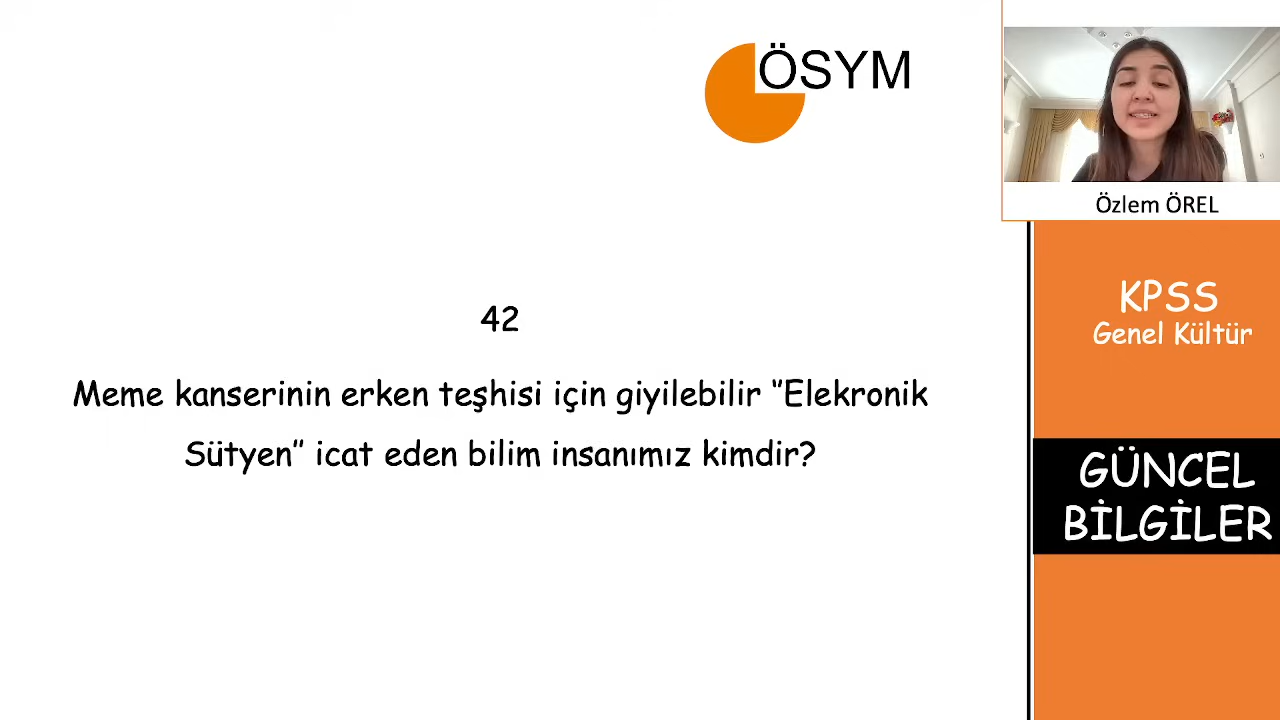 ÖSYM
Özlem ÖREL
KPSS
Genel Kültür
42
Meme kanserinin erken teşhisi için giyilebilir ‘’Elekronik
Sütyen’’ icat eden bilim insanımız kimdir?
GÜNCEL
BİLGİLER